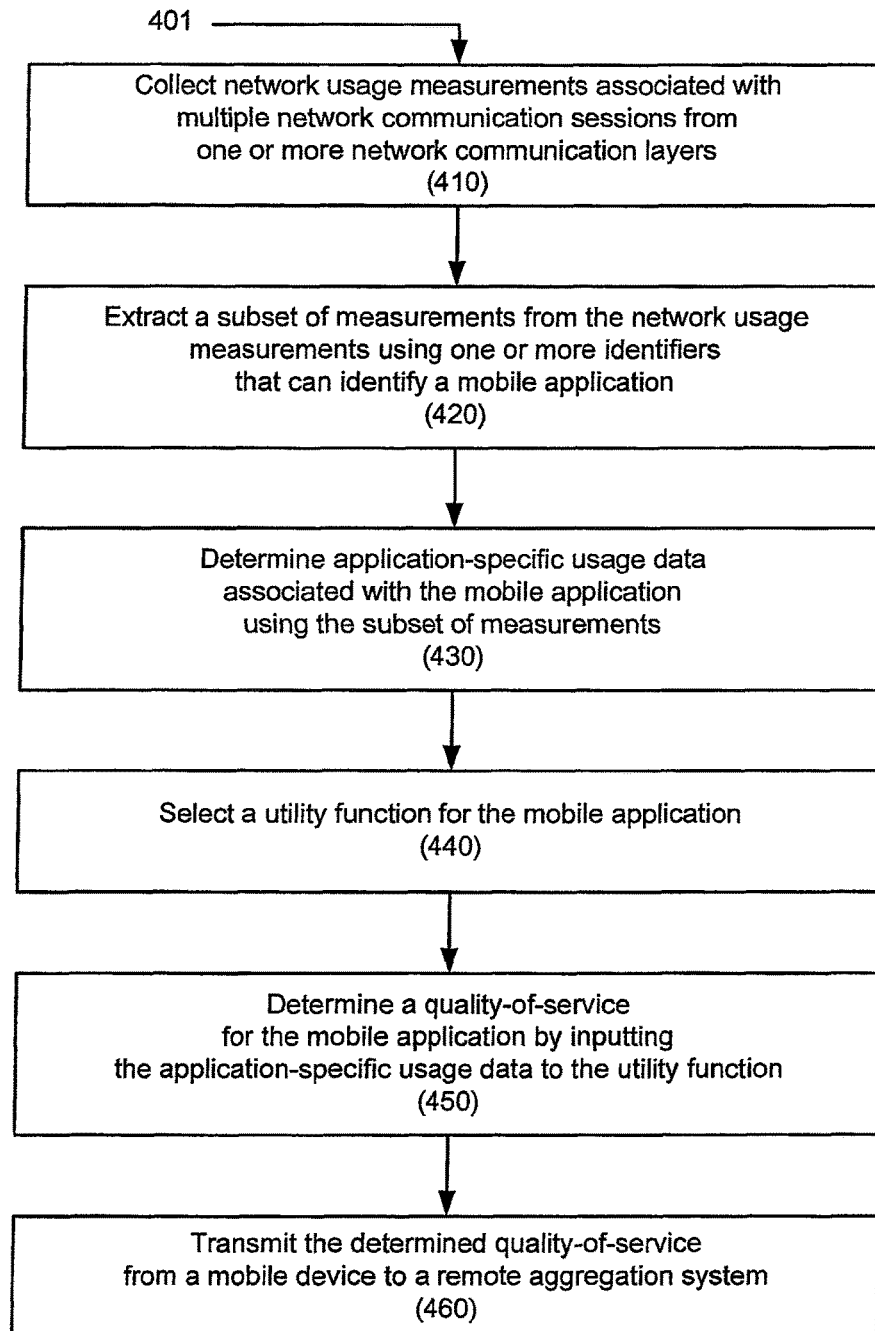 401
Collect network usage measurements associated with
multiple network communication sessions from
one or more network communication layers
(410)
Extract a subset of measurements from the network usage
measurements using one or more identifiers
that can identify a mobile application
(420)
Determine application-specific usage data
associated with the mobile application
using the subset of measurements
(430)
Select a utility function for the mobile application
(440)
Determine a quality-of-service
for the mobile application by inputting
the application-specific usage data to the utility function
(450)
Transmit the determined quality-of-service
from a mobile device to a remote aggregation system
(460)